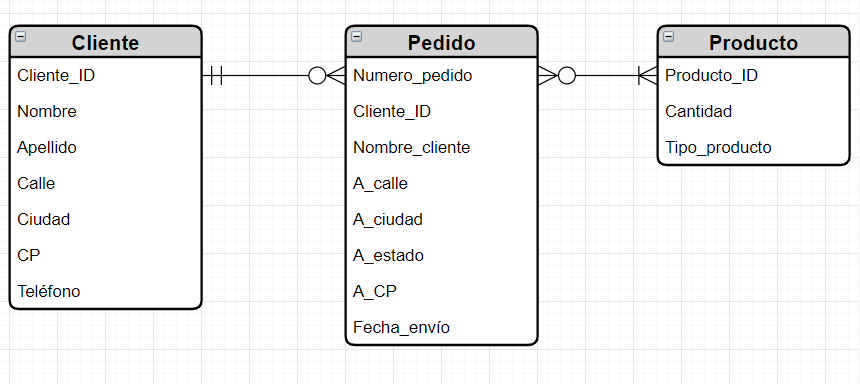 Cliente
Cliente_ID
Nombre
Apellido
Calle
Ciudad
CP
Teléfono
Pedido
Numero_pedido
Cliente_ID
Nombre_cliente
A_calle
A_ciudad
A_estado
A_CP
Fecha_envío
Producto
Producto_ID
Cantidad
Tipo_producto